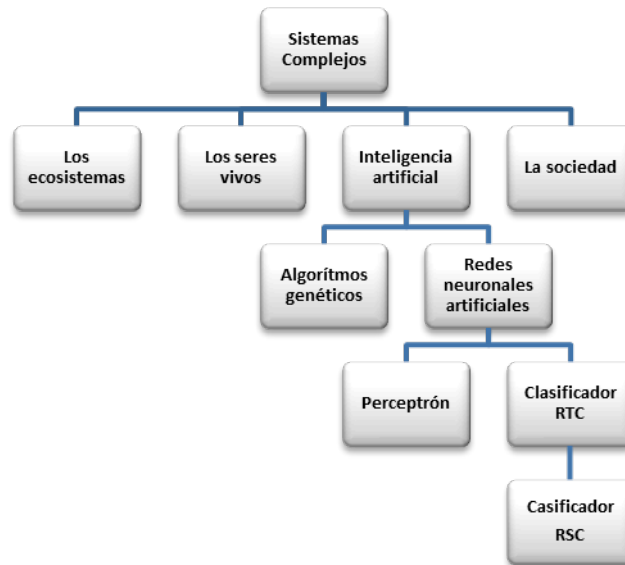 Sistemas
Complejos
Los
ecosistemas
Los seres
vivos
Inteligencia
artificial
La sociedad
Algorítmos
genéticos
Redes
neuronales
artificiales
Perceptrón
Clasificador
RTC
Casificador
RSC